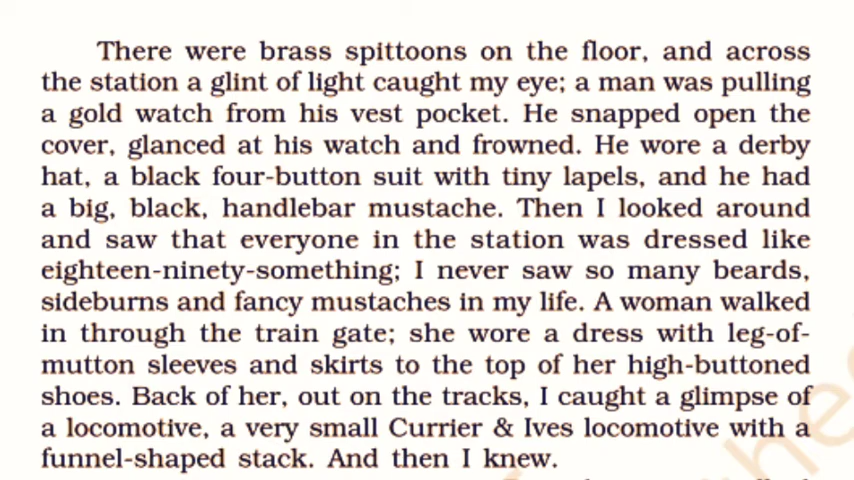 There were brass spittoons on the floor, and across
the station a glint of light caught my eye; a man was pulling
a gold watch from his vest pocket. He snapped open the
cover, glanced at his watch and frowned. He wore a derby
hat, a black four-button suit with tiny lapels, and he had
a big, black, handlebar mustache. Then I looked around
and saw that everyone in the station was dressed like
eighteen-ninety-something; I never saw so many beards,
sideburns and fancy mustaches in my life. A woman walked
in through the train gate; she wore a dress with leg-of-
mutton sleeves and skirts to the top of her high-buttoned
shoes. Back of her, out on the tracks, I caught a glimpse of
a locomotive, a very small Currier & Ives locomotive with a
funnel-shaped stack. And then I knew.